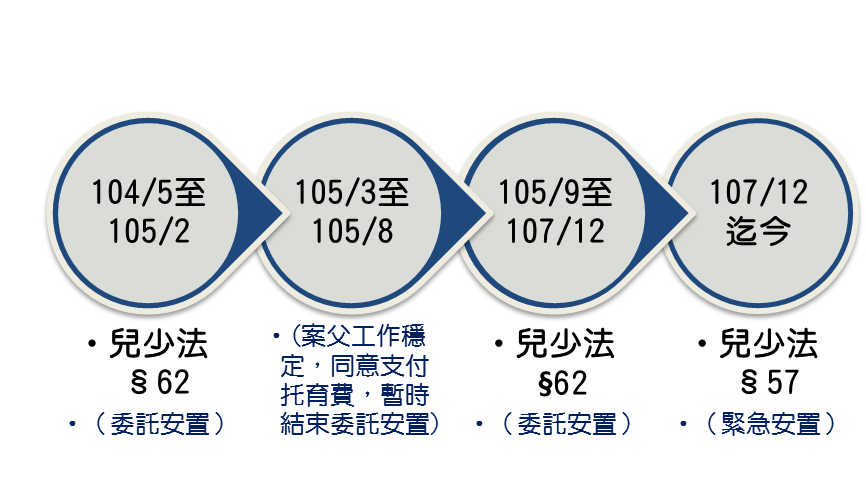 104/5至
105/2
105/3至
105/8
105/9至
107/12
107/12
迄今
• 兒少法
§62
• （委託安置）
• (案父工作穩
定，同意支付
托育費，暫時
結束委託安置)
• 兒少法
§62
• （委託安置）
• 兒少法
§57
• （緊急安置）